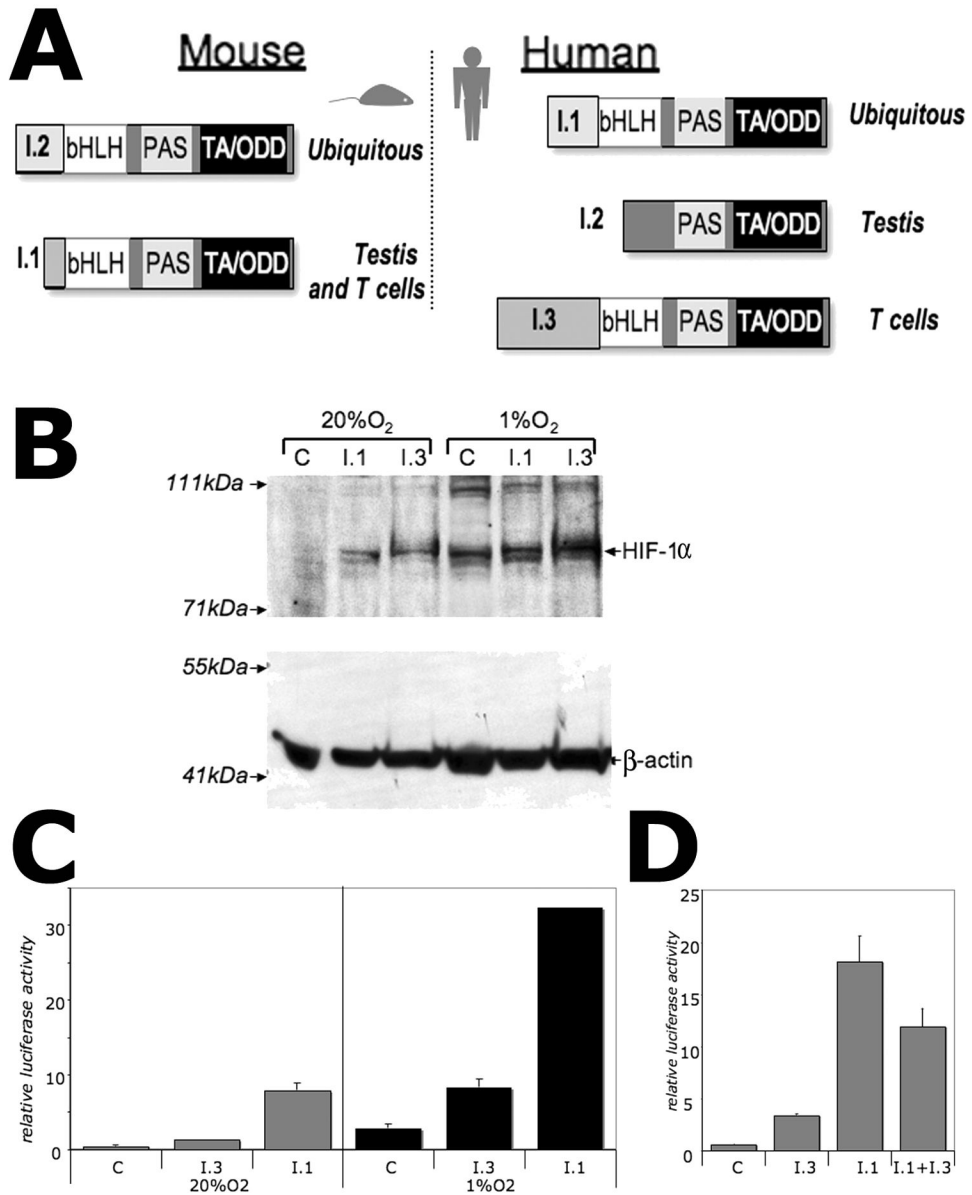 A
Mouse
Human
I.2 bHLH PAS TA/ODD Ubiquitous
I.1 bHLH PAS TA/ODD Ubiquitous
I.1 bHLH PAS TA/ODD Testis and T cells
I.2 PAS TA/ODD Testis
I.3 bHLH PAS TA/ODD T cells
B
20%O₂ 1%O₂
C I.1 I.3 C I.1 I.3
111kDa
HIF-1α
71kDa
55kDa
β-actin
41kDa
C
relative luciferase activity
30
20
10
0
C I.3 I.1 C I.3 I.1
20%O2 1%O2
D
relative luciferase activity
25
20
15
10
5
0
C I.3 I.1 I.1+I.3